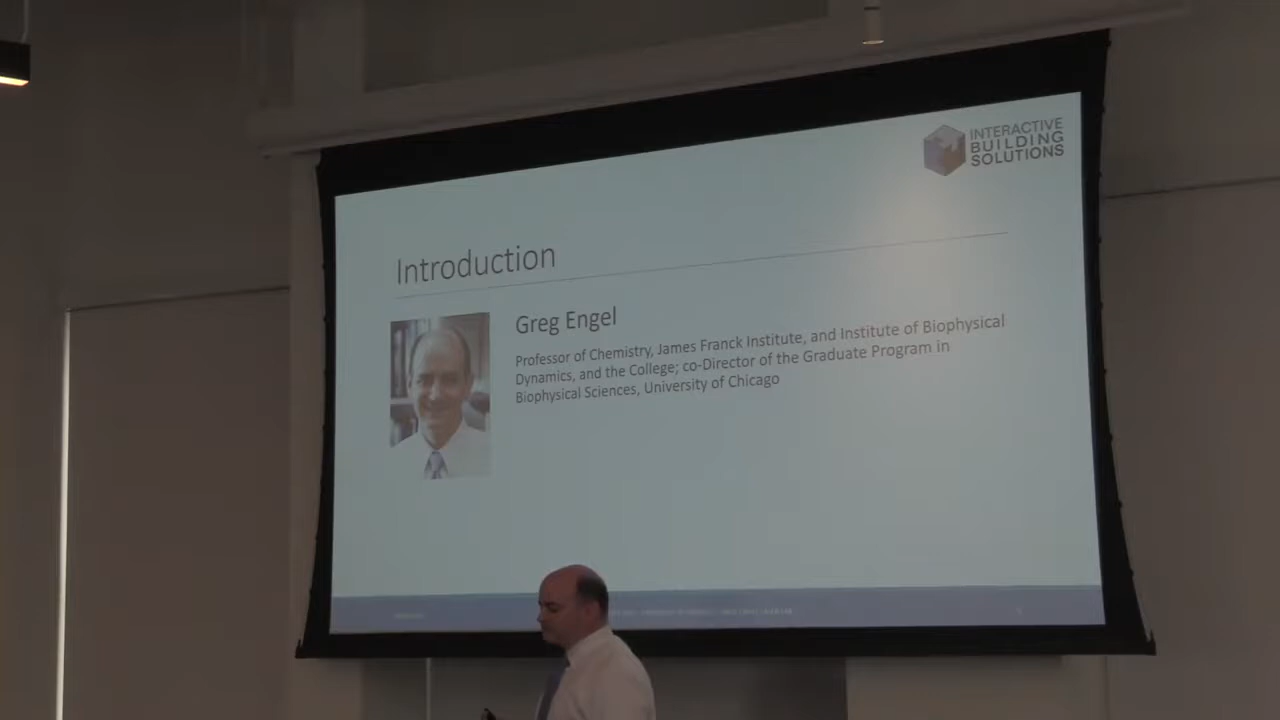 INTERACTIVE
BUILDING
SOLUTIONS
Introduction
Greg Engel
Professor of Chemistry, James Franck Institute, and Institute of Biophysical
Dynamics, and the College; co-Director of the Graduate Program in
Biophysical Sciences, University of Chicago